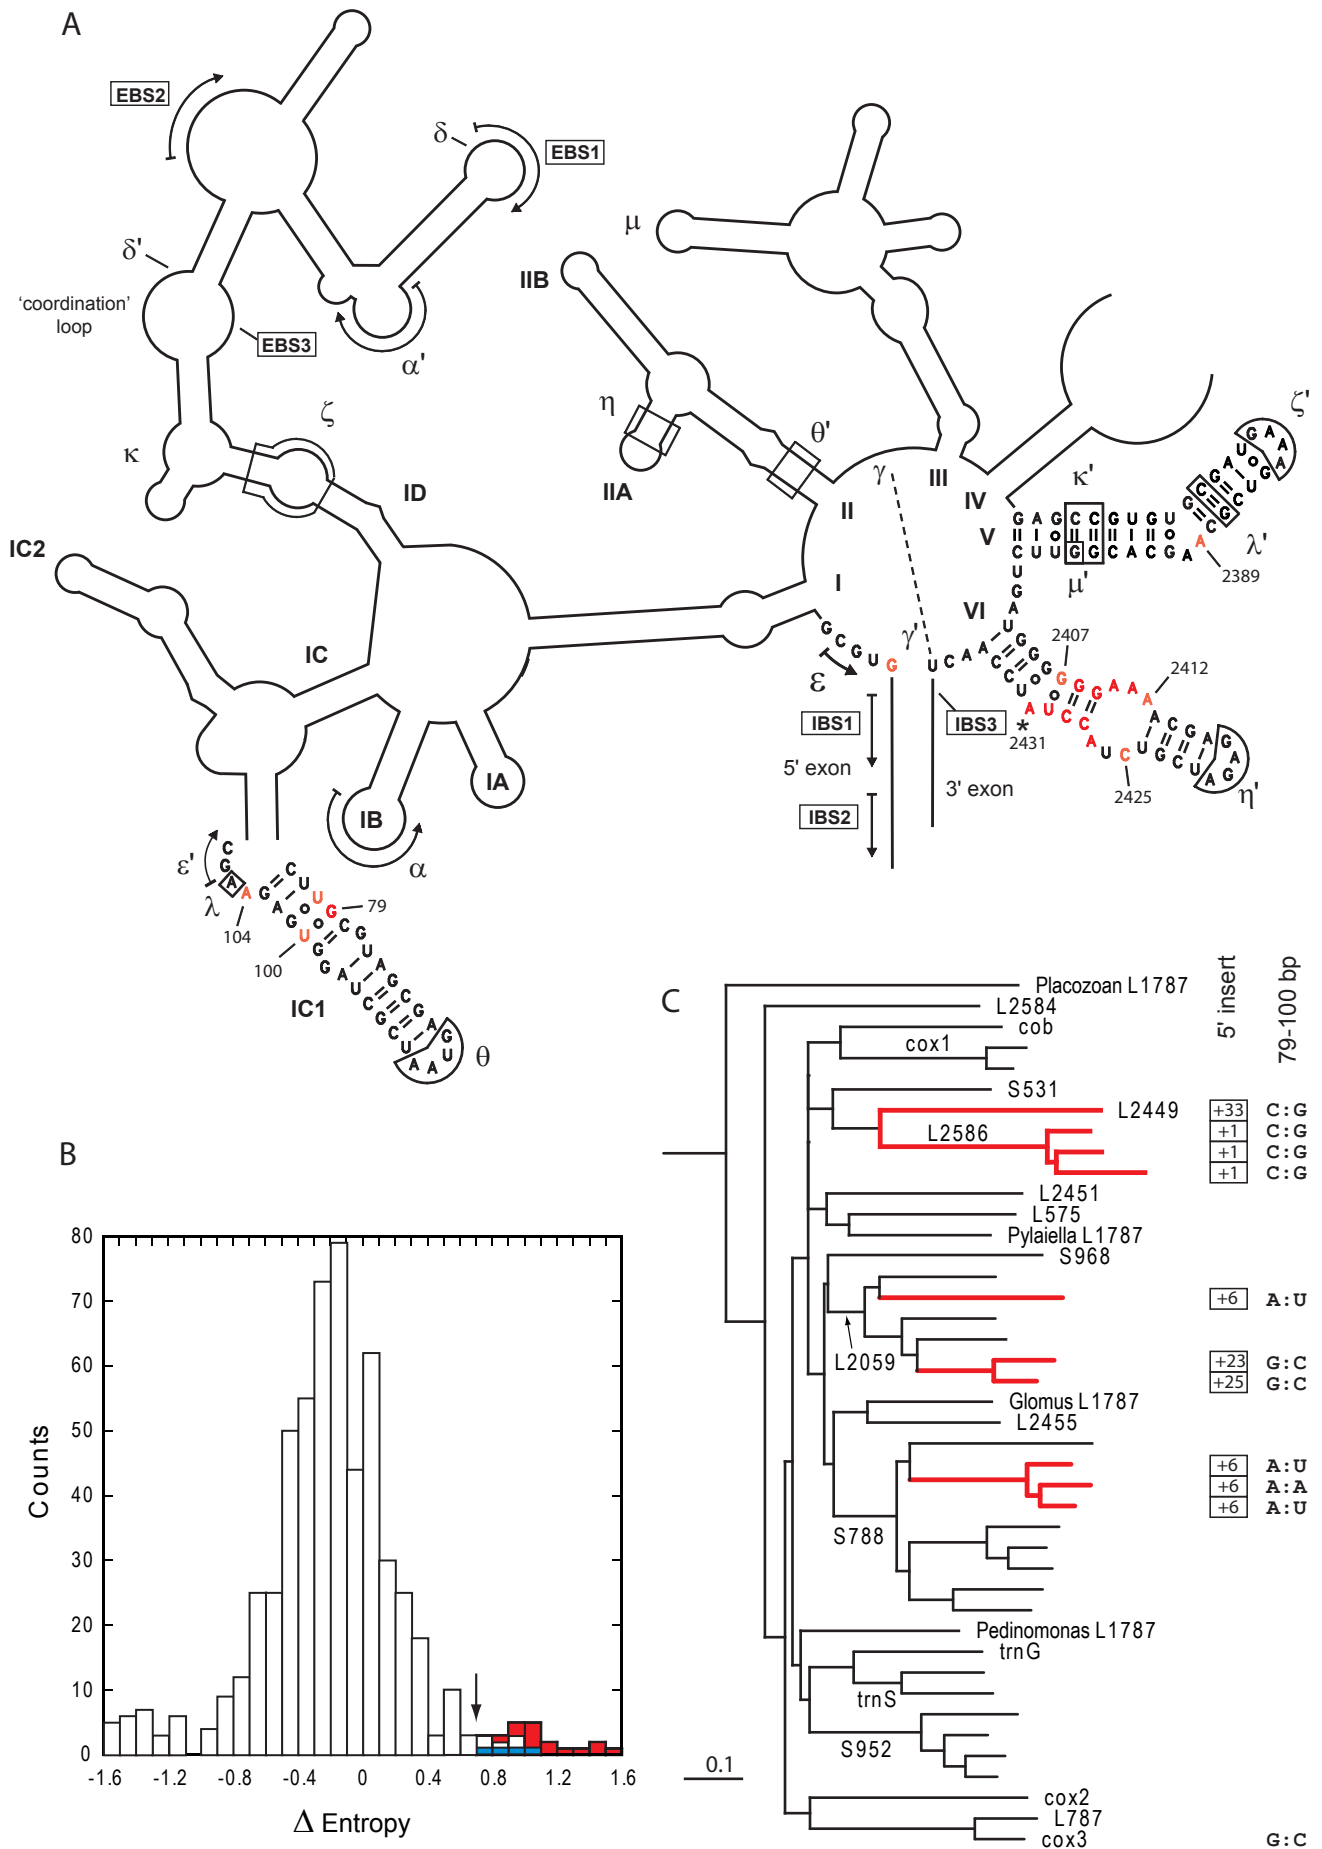 A
EBS2
δ
EBS1
δ'
'coordination'
loop
EBS3
α'
κ
ζ
ID
IC2
IC
IB
IA
α
ε'
λ
C
G
A
A
104
G
A
G
U
100
G
G
A
U
C
G
C
U
C
U
U
G
79
C
G
U
A
G
C
G
A
G
U
A
A
IC1
θ
μ
IIB
η
IIA
θ'
γ
II
III
IV
V
I
VI
κ'
μ'
ζ'
λ'
G A G C C G U G U
C U U G G C A C G A
A
2389
G C G A U G A A A G U C G C
U
G
A
U
G C G U G
ε
γ'
U C A A C C U
G G G G G G A A A
2407
2412
A C G A G A G A U C G U
C
2425
U
A
C
C
U
A
*
2431
η'
IBS1
5' exon
IBS2
IBS3
3' exon
B
80
70
60
50
40
30
20
10
0
Counts
-1.6 -1.2 -0.8 -0.4 0 0.4 0.8 1.2 1.6
Δ Entropy
C
5' insert
79-100 bp
Placozoan L1787
L2584
cob
cox1
S531
L2449 +33 C:G
L2586 +1 C:G
+1 C:G
+1 C:G
L2451
L575
Pylaiella L1787
S968
+6 A:U
L2059
+23 G:C
+25 G:C
Glomus L1787
L2455
+6 A:U
+6 A:A
+6 A:U
S788
Pedinomonas L1787
trnG
trnS
S952
0.1
cox2
L787
cox3 G:C